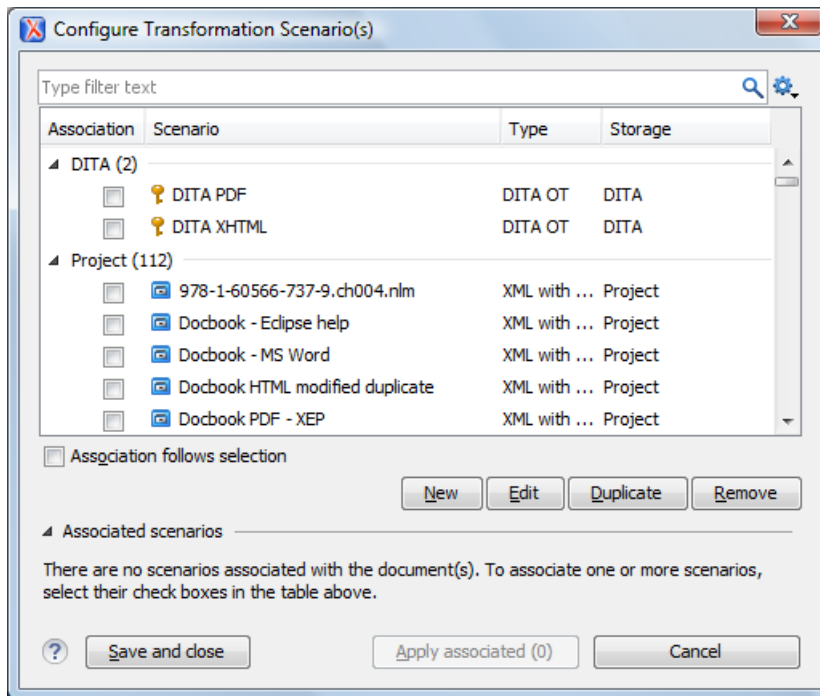 Configure Transformation Scenario(s)
Type filter text
Association Scenario Type Storage
DITA (2)
DITA PDF DITA OT DITA
DITA XHTML DITA OT DITA
Project (112)
978-1-60566-737-9.ch004.nlm XML with ... Project
Docbook - Eclipse help XML with ... Project
Docbook - MS Word XML with ... Project
Docbook HTML modified duplicate XML with ... Project
Docbook PDF - XEP XML with ... Project
Association follows selection
New Edit Duplicate Remove
Associated scenarios
There are no scenarios associated with the document(s). To associate one or more scenarios,
select their check boxes in the table above.
? Save and close Apply associated (0) Cancel